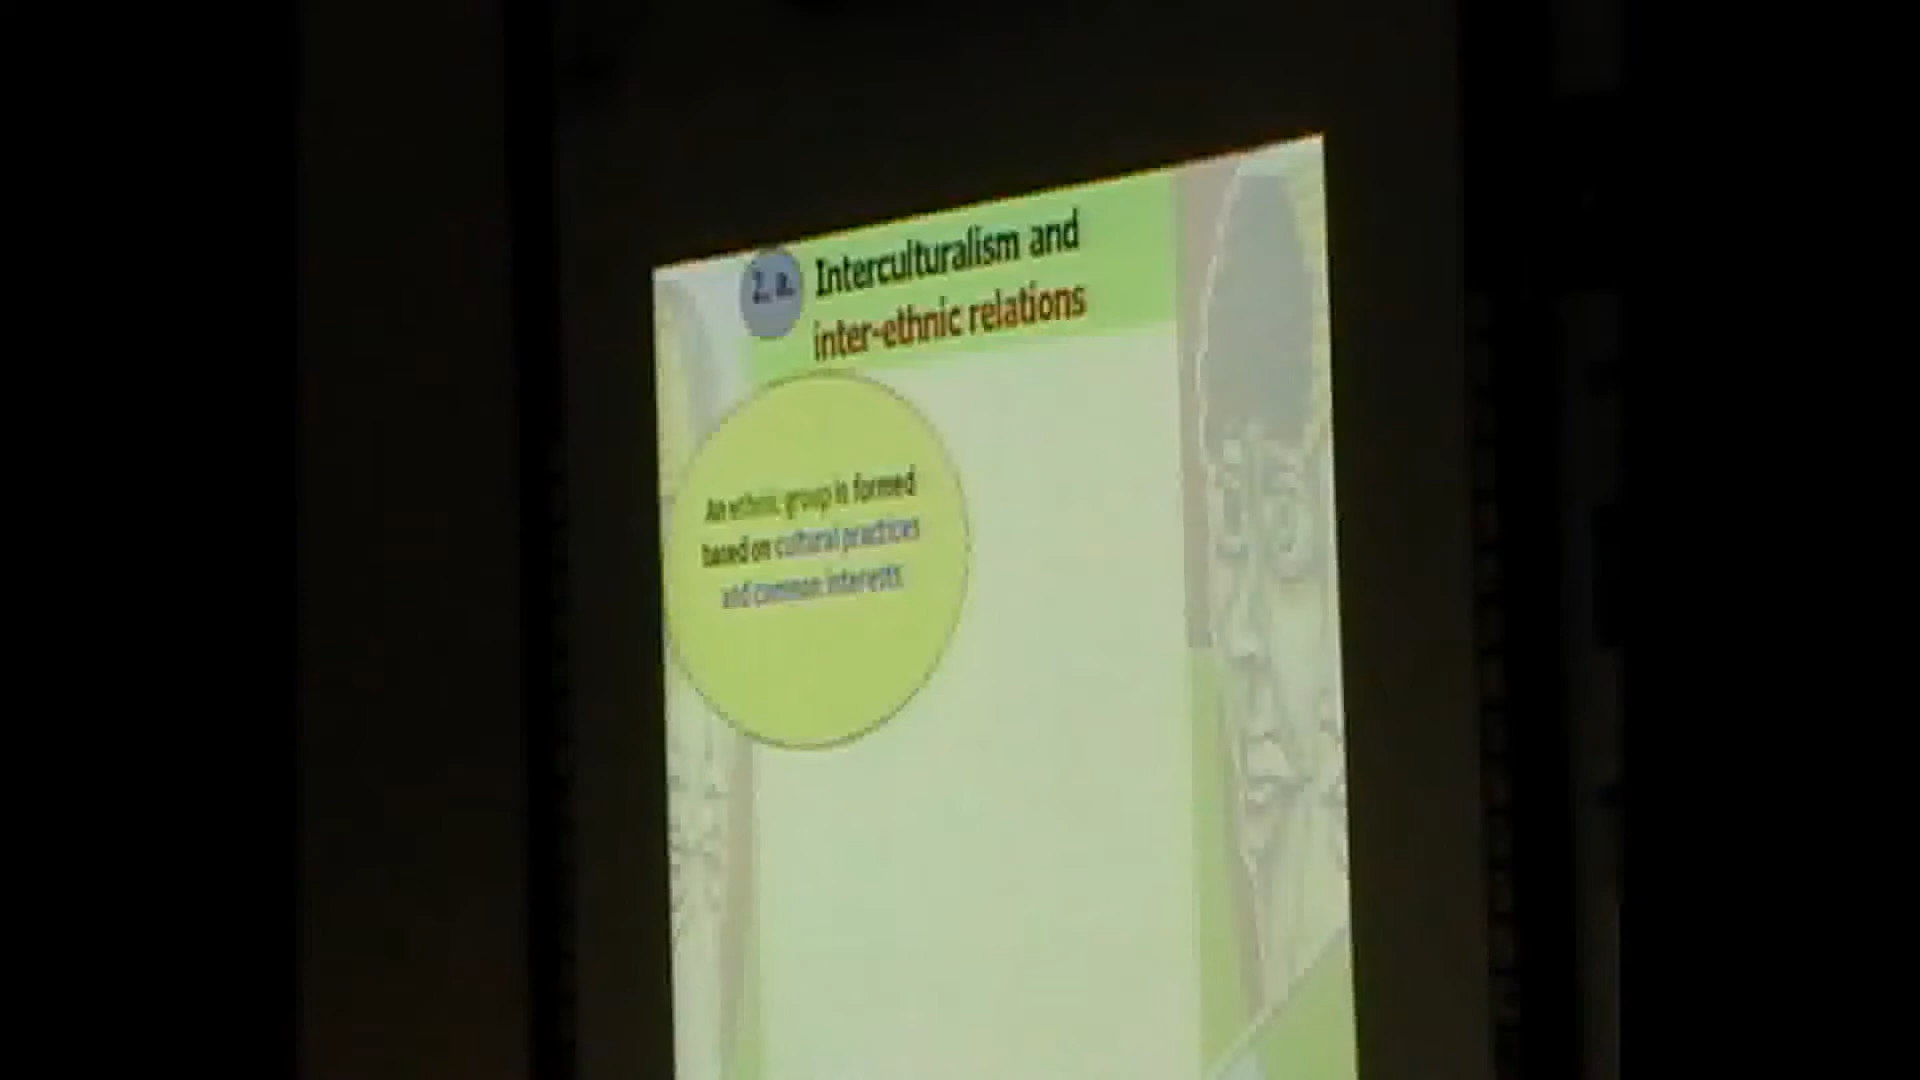 2. a. Interculturalism and
inter-ethnic relations
An ethnic group is formed
based on cultural practices
and common interests